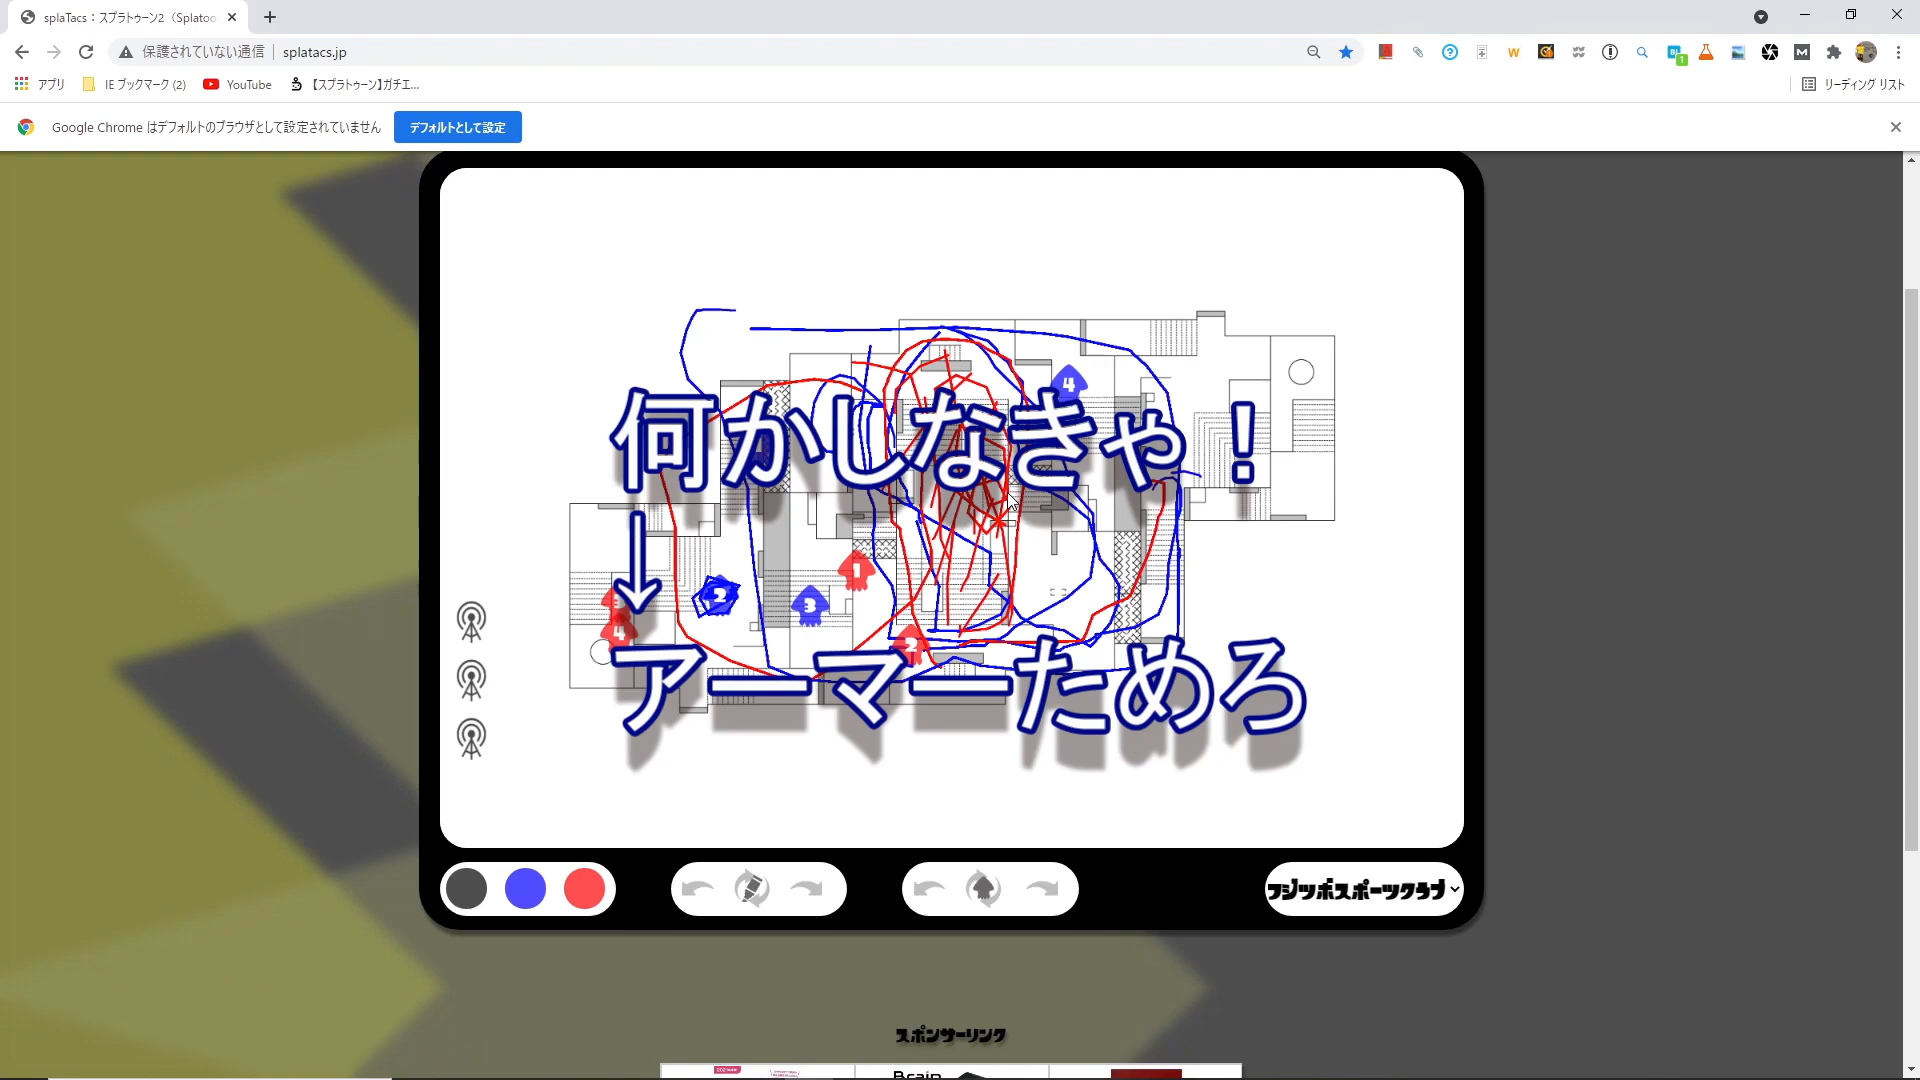 splaTacs：スプラトゥーン2（Splatoo
保護されていない通信
splatacs.jp
アプリ
IE ブックマーク (2)
YouTube
【スプラトゥーン】ガチエ...
リーディング リスト
Google Chrome はデフォルトのブラウザとして設定されていません
デフォルトとして設定
4
何かしなきゃ！
1
2
3
4
2
→アーマーためろ
フジツボスポーツクラブ
スポンサーリンク